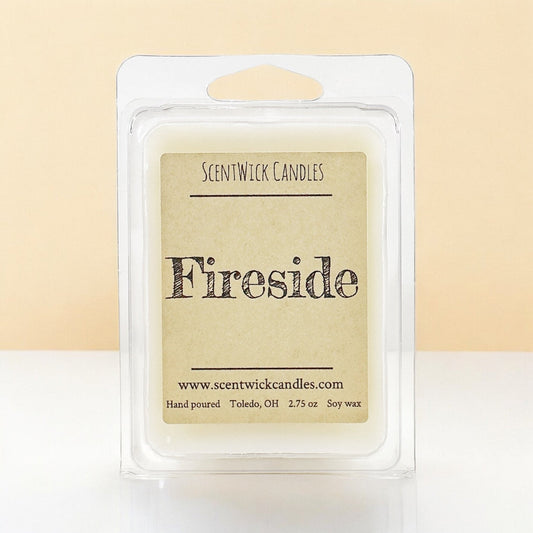 ScentWick Candles
Fireside
www.scentwickcandles.com
Hand poured Toledo, OH 2.75 oz Soy wax